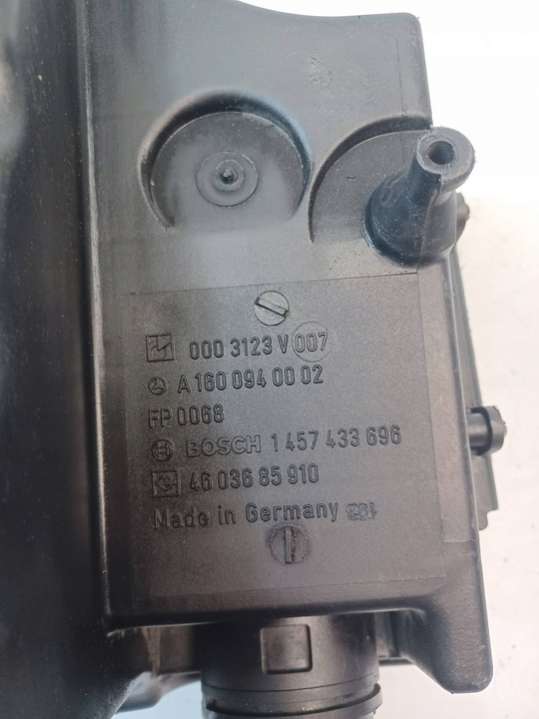 000 3123 V 007
A 160 094 00 02
FP 0068
BOSCH 1 457 433 696
46 036 85 910
Made in Germany